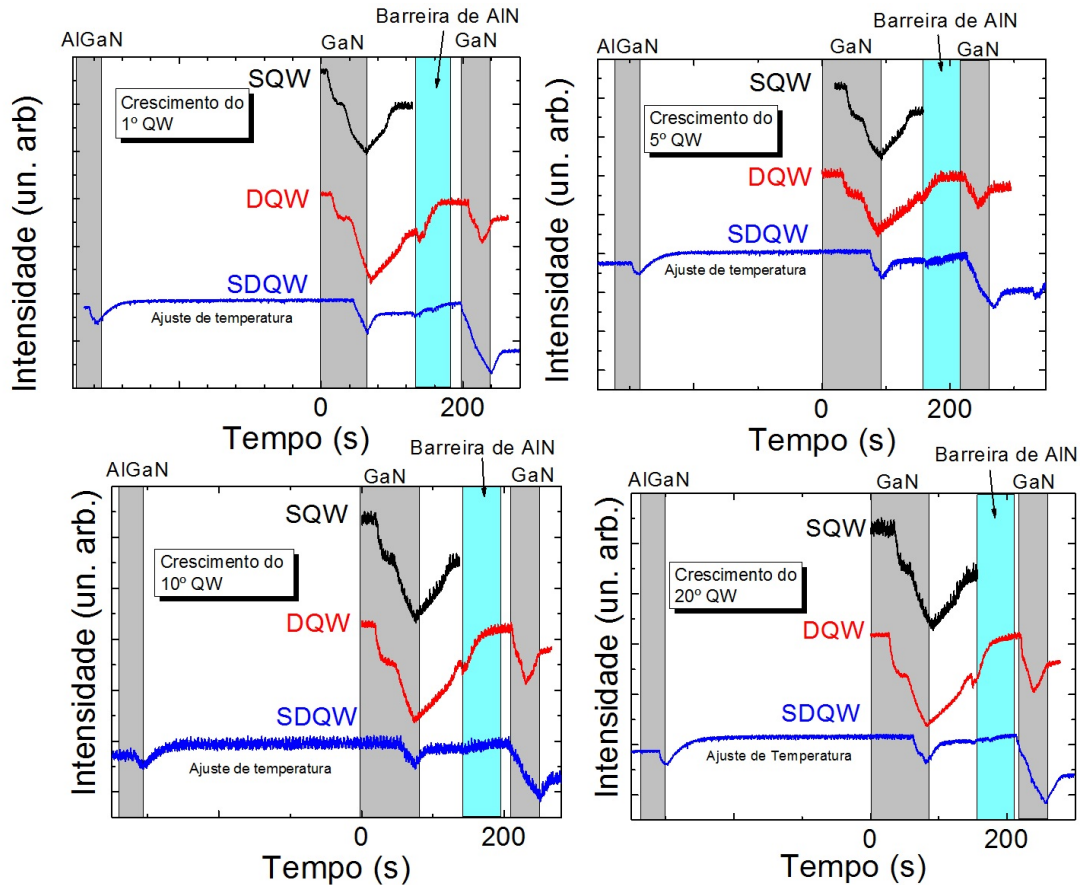 Barreira de AlN
AlGaN GaN GaN
SQW
Crescimento do
1º QW
DQW
SDQW
Ajuste de temperatura
Intensidade (un. arb.)
0 200
Tempo (s)
Barreira de AlN
AlGaN GaN GaN
SQW
Crescimento do
5º QW
DQW
SDQW
Ajuste de temperatura
Intensidade (un. arb.)
0 200
Tempo (s)
Barreira de AlN
AlGaN GaN GaN
SQW
Crescimento do
10º QW
DQW
SDQW
Ajuste de temperatura
Intensidade (un. arb.)
0 200
Tempo (s)
Barreira de AlN
AlGaN GaN GaN
SQW
Crescimento do
20º QW
DQW
SDQW
Ajuste de Temperatura
Intensidade (un. arb.)
0 200
Tempo (s)